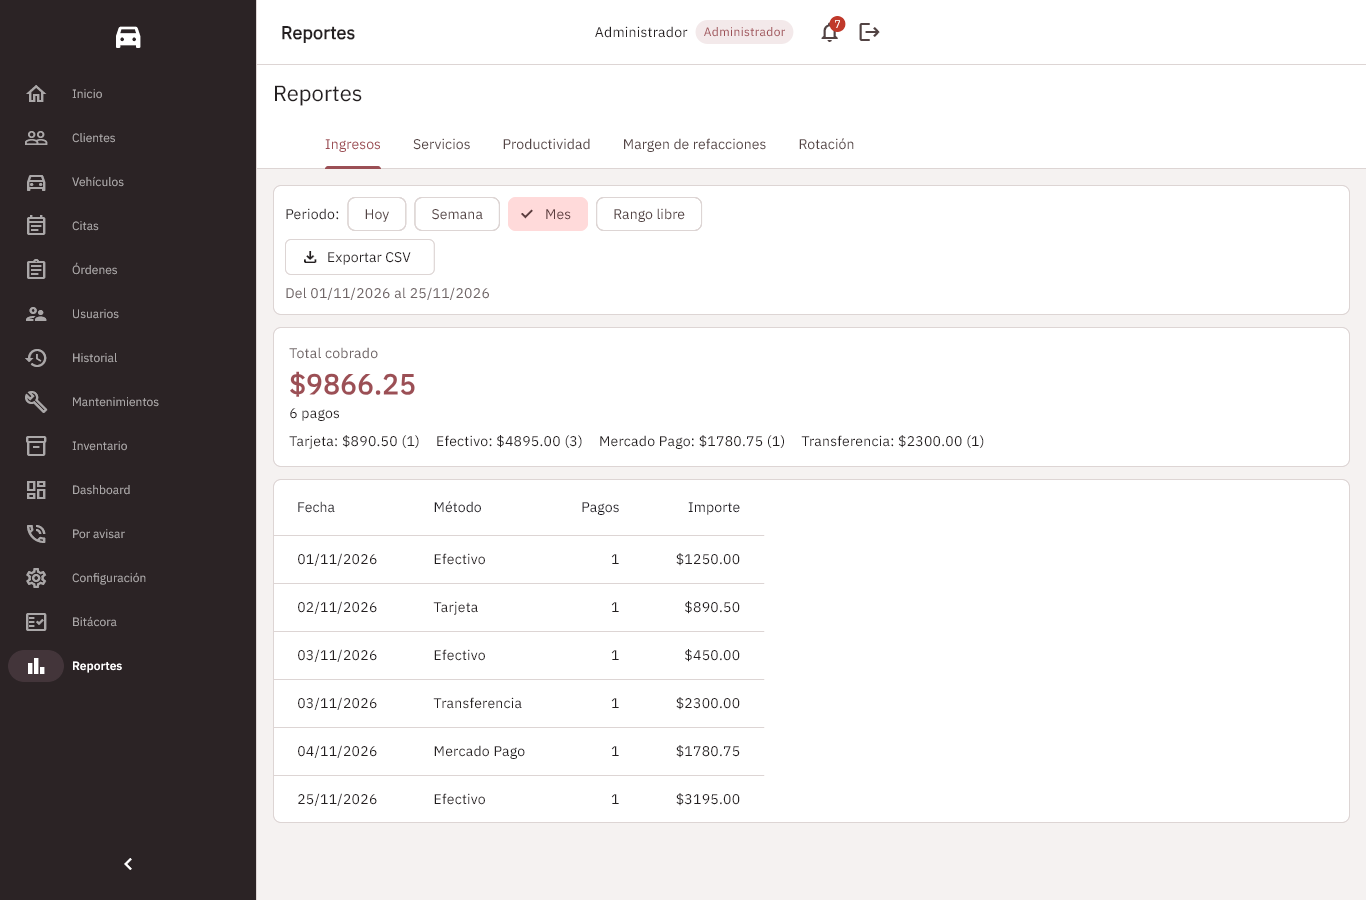 Reportes
Administrador Administrador 7
Inicio
Clientes
Vehículos
Citas
Órdenes
Usuarios
Historial
Mantenimientos
Inventario
Dashboard
Por avisar
Configuración
Bitácora
Reportes
Reportes
Ingresos Servicios Productividad Margen de refacciones Rotación
Periodo: Hoy Semana Mes Rango libre
Exportar CSV
Del 01/11/2026 al 25/11/2026
Total cobrado
$9866.25
6 pagos
Tarjeta: $890.50 (1) Efectivo: $4895.00 (3) Mercado Pago: $1780.75 (1) Transferencia: $2300.00 (1)
Fecha Método Pagos Importe
01/11/2026 Efectivo 1 $1250.00
02/11/2026 Tarjeta 1 $890.50
03/11/2026 Efectivo 1 $450.00
03/11/2026 Transferencia 1 $2300.00
04/11/2026 Mercado Pago 1 $1780.75
25/11/2026 Efectivo 1 $3195.00